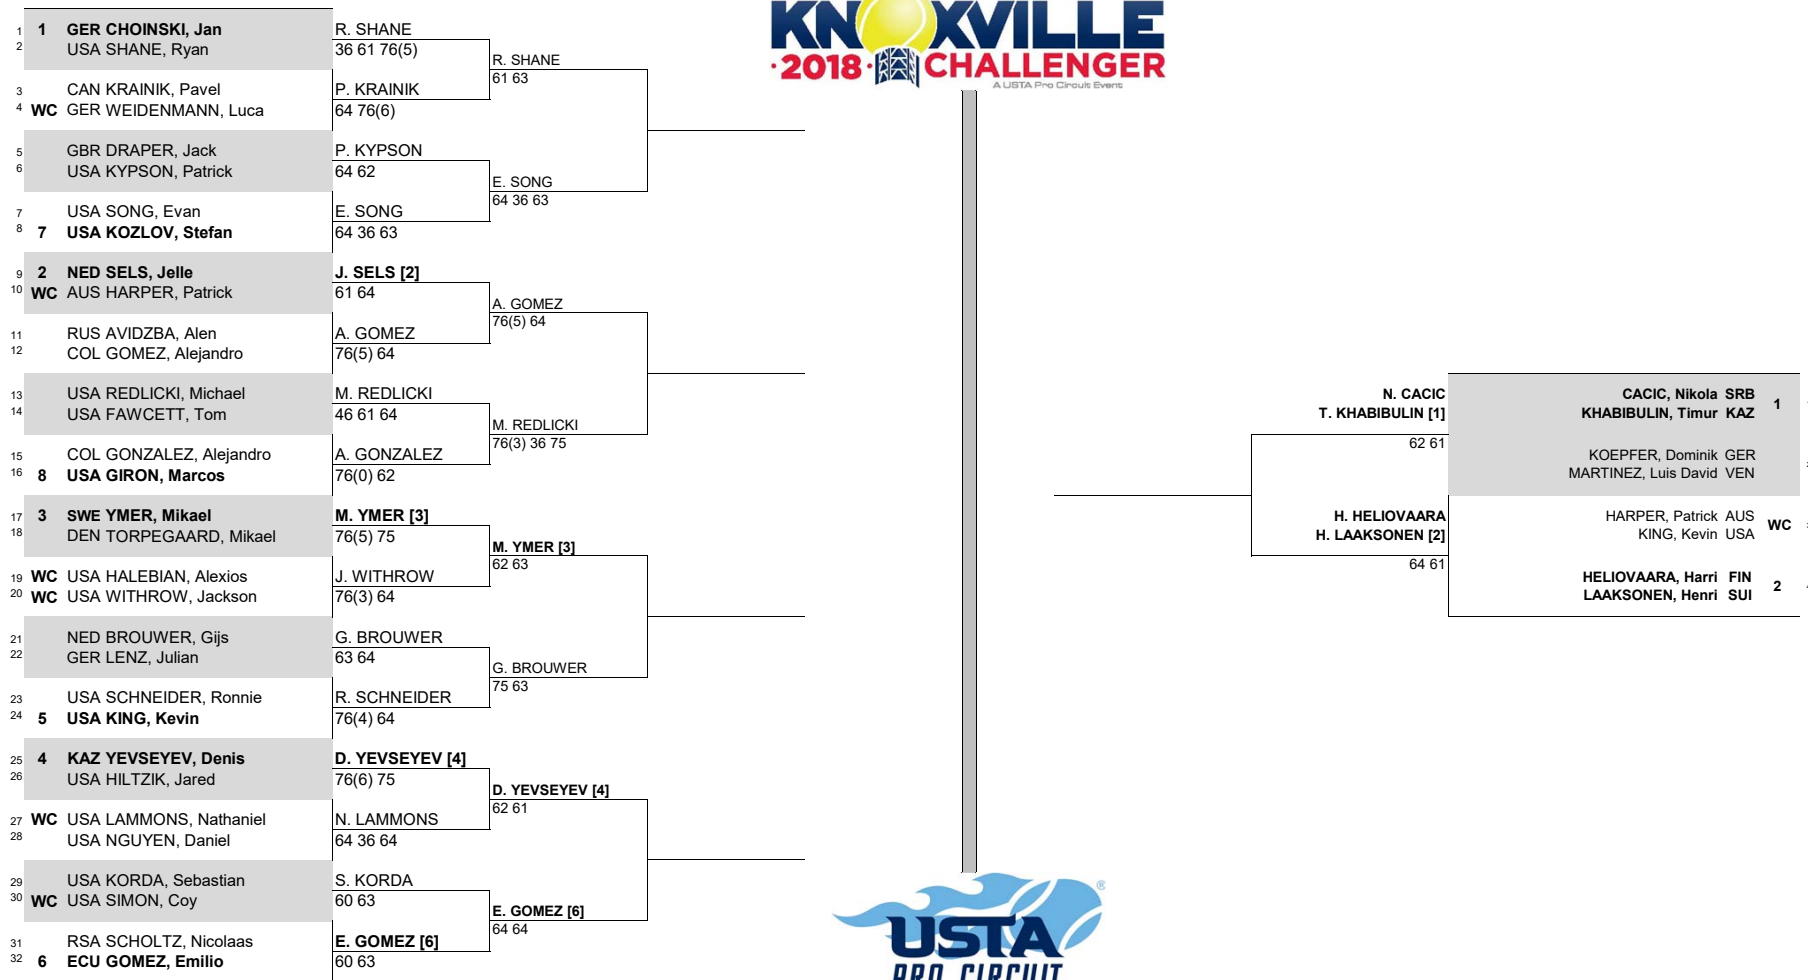 KNOXVILLE
·2018· CHALLENGER
A USTA Pro Circuit Event
1 1 GER CHOINSKI, Jan
2 USA SHANE, Ryan
3 CAN KRAINIK, Pavel
4 WC GER WEIDENMANN, Luca
5 GBR DRAPER, Jack
6 USA KYPSON, Patrick
7 USA SONG, Evan
8 7 USA KOZLOV, Stefan
9 2 NED SELS, Jelle
10 WC AUS HARPER, Patrick
11 RUS AVIDZBA, Alen
12 COL GOMEZ, Alejandro
13 USA REDLICKI, Michael
14 USA FAWCETT, Tom
15 COL GONZALEZ, Alejandro
16 8 USA GIRON, Marcos
17 3 SWE YMER, Mikael
18 DEN TORPEGAARD, Mikael
19 WC USA HALEBIAN, Alexios
20 WC USA WITHROW, Jackson
21 NED BROUWER, Gijs
22 GER LENZ, Julian
23 USA SCHNEIDER, Ronnie
24 5 USA KING, Kevin
25 4 KAZ YEVSEYEV, Denis
26 USA HILTZIK, Jared
27 WC USA LAMMONS, Nathaniel
28 USA NGUYEN, Daniel
29 USA KORDA, Sebastian
30 WC USA SIMON, Coy
31 RSA SCHOLTZ, Nicolaas
32 6 ECU GOMEZ, Emilio
R. SHANE
36 61 76(5)
P. KRAINIK
64 76(6)
P. KYPSON
64 62
E. SONG
64 36 63
J. SELS [2]
61 64
A. GOMEZ
76(5) 64
M. REDLICKI
46 61 64
A. GONZALEZ
76(0) 62
M. YMER [3]
76(5) 75
J. WITHROW
76(3) 64
G. BROUWER
63 64
R. SCHNEIDER
76(4) 64
D. YEVSEYEV [4]
76(6) 75
N. LAMMONS
64 36 64
S. KORDA
60 63
E. GOMEZ [6]
60 63
R. SHANE
61 63
E. SONG
64 36 63
A. GOMEZ
76(5) 64
M. REDLICKI
76(3) 36 75
M. YMER [3]
62 63
G. BROUWER
75 63
D. YEVSEYEV [4]
62 61
E. GOMEZ [6]
64 64
N. CACIC
T. KHABIBULIN [1]
62 61
H. HELIOVAARA
H. LAAKSONEN [2]
64 61
CACIC, Nikola SRB 1
KHABIBULIN, Timur KAZ
KOEPFER, Dominik GER
MARTINEZ, Luis David VEN
HARPER, Patrick AUS WC
KING, Kevin USA
HELIOVAARA, Harri FIN 2
LAAKSONEN, Henri SUI
USTA
PRO CIRCUIT
®